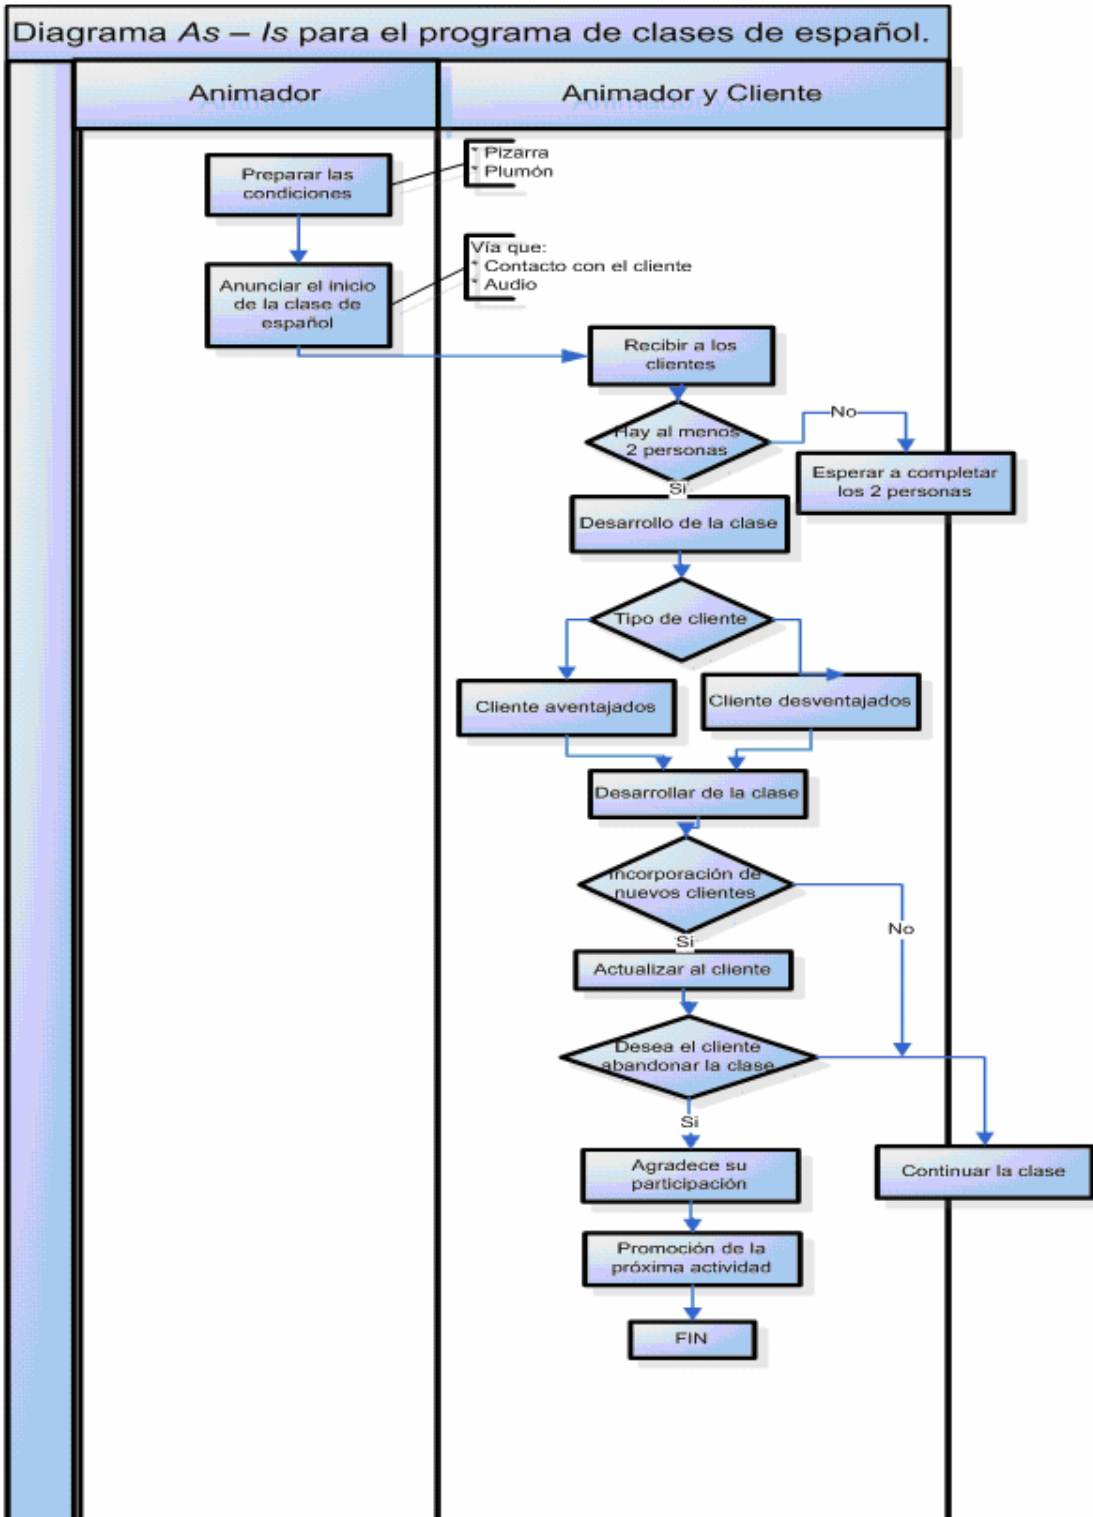 Diagrama As – Is para el programa de clases de español.
Animador
Animador y Cliente
Preparar las
condiciones
* Pizarra
* Plumón
Anunciar el inicio
de la clase de
español
Vía que:
* Contacto con el cliente
* Audio
Recibir a los
clientes
Hay al menos
2 personas
No
Esperar a completar
los 2 personas
Si
Desarrollo de la clase
Tipo de cliente
Cliente aventajados
Cliente desventajados
Desarrollar de la clase
Incorporación de
nuevos clientes
No
Si
Actualizar al cliente
Desea el cliente
abandonar la clase
Si
Agradece su
participación
Continuar la clase
Promoción de la
próxima actividad
FIN